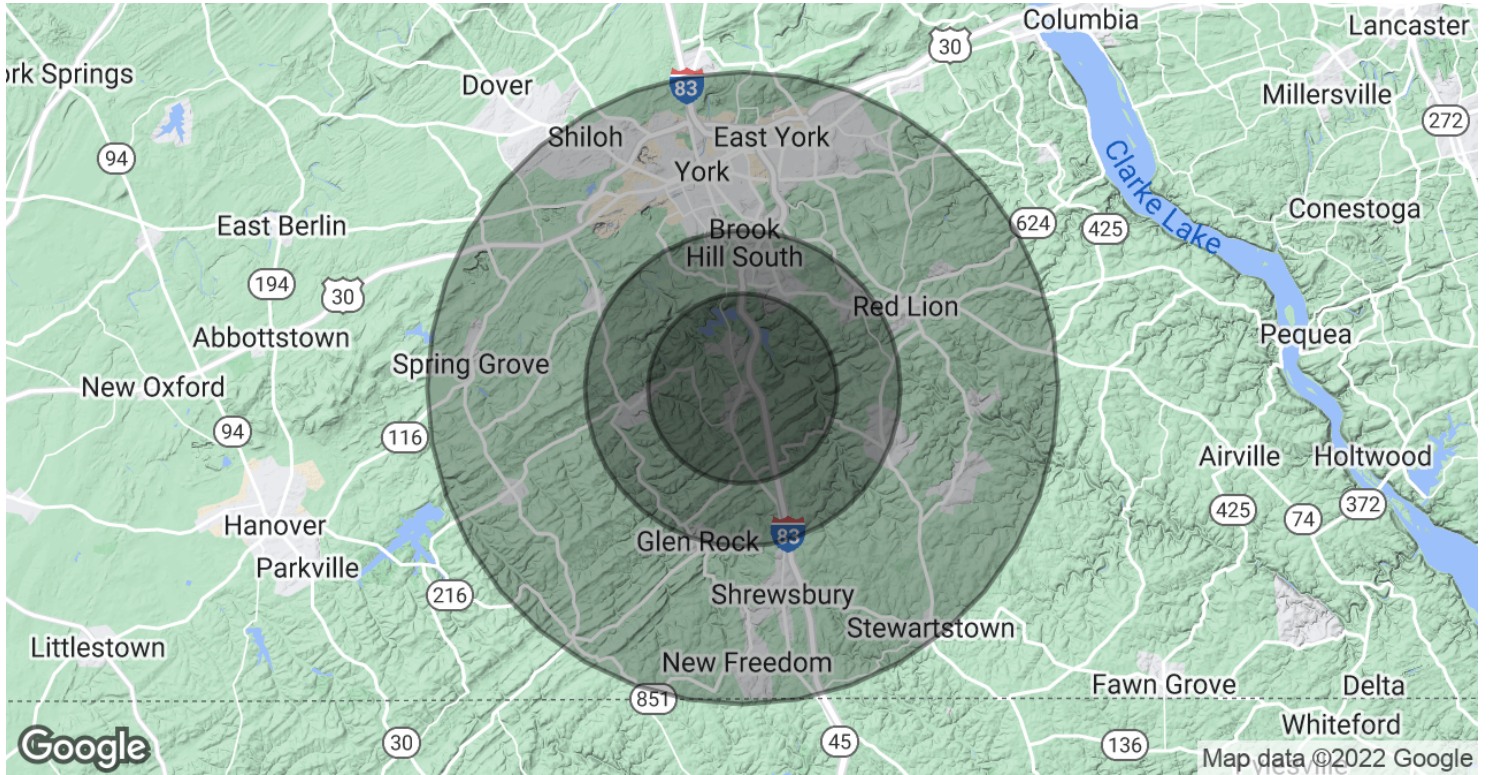 Columbia
Lancaster
30
ork Springs
Dover
83
Millersville
272
94
Shiloh
East York
York
Clarke Lake
Conestoga
East Berlin
624
425
Brook
Hill South
194
30
Red Lion
Abbottstown
Pequea
Spring Grove
New Oxford
94
116
Airville
Holtwood
425
74
372
Hanover
Glen Rock
83
Parkville
216
Shrewsbury
Stewartstown
Littlestown
New Freedom
851
Fawn Grove
Delta
Whiteford
Google
30
45
136
Map data ©2022 Google